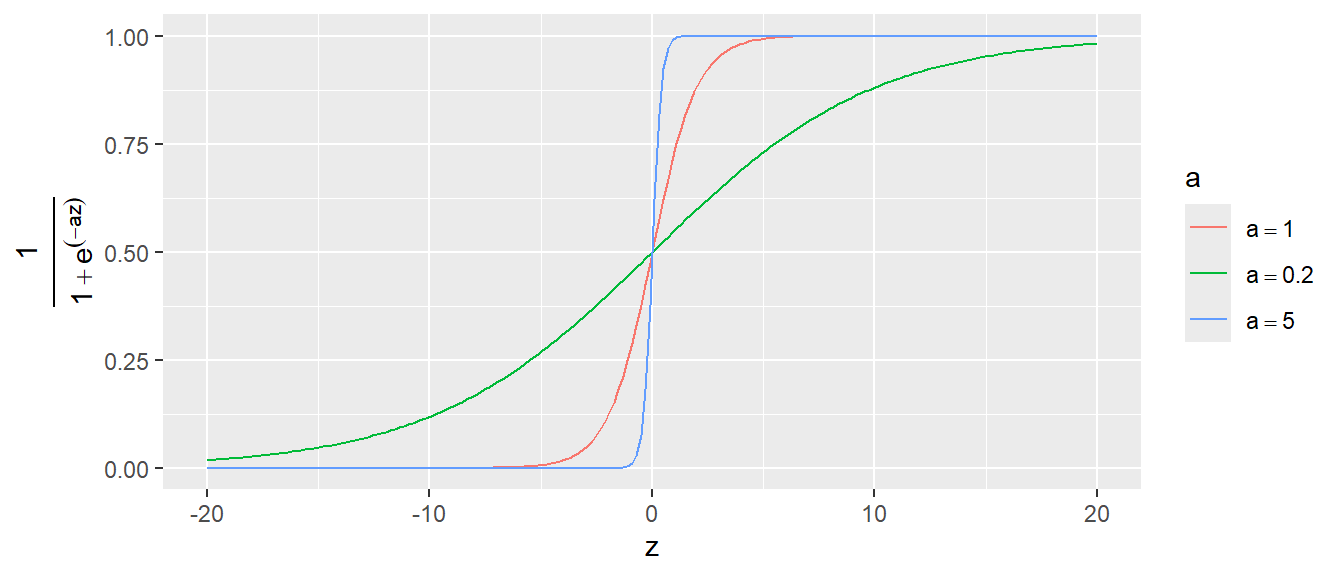 1
1 + e^(−az)
1.00
0.75
0.50
0.25
0.00
-20 -10 0 10 20
z
a
a = 1
a = 0.2
a = 5